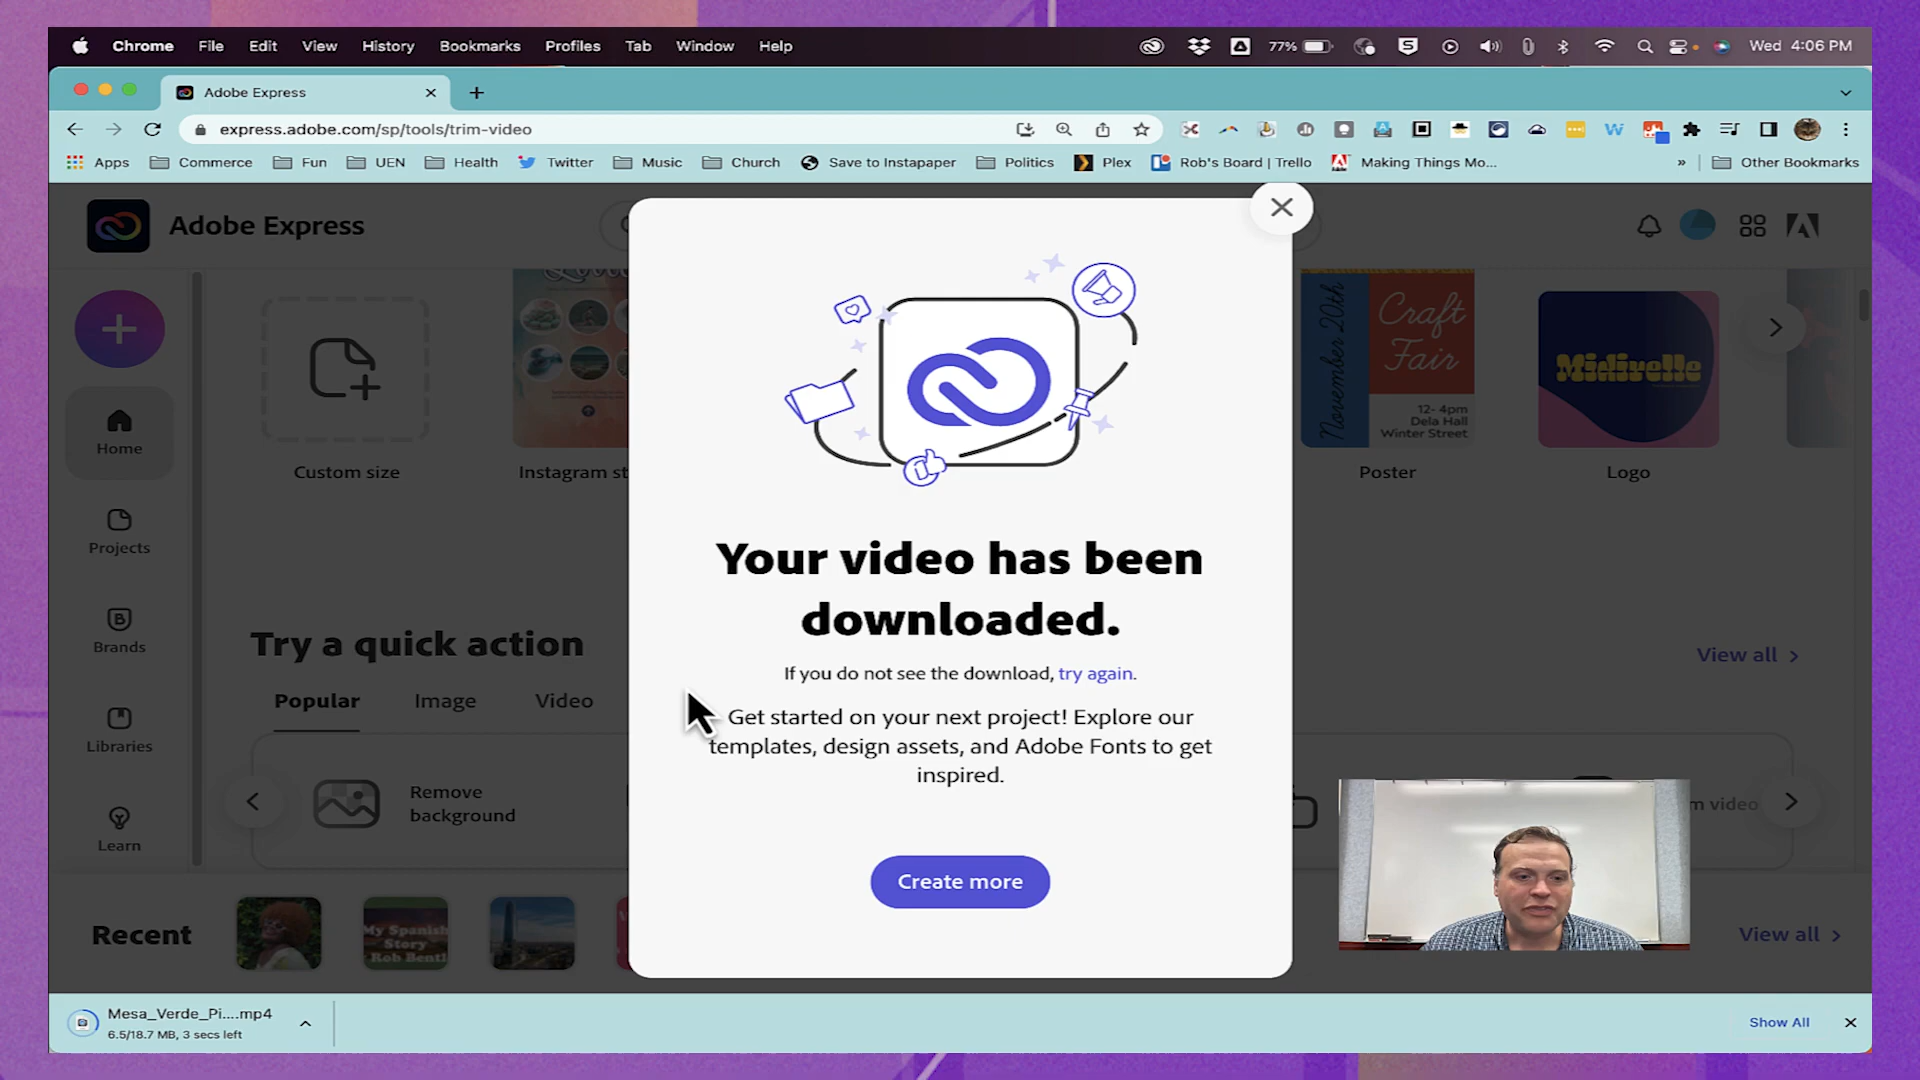 Chrome File Edit View History Bookmarks Profiles Tab Window Help 77% Wed 4:06 PM
Adobe Express
express.adobe.com/sp/tools/trim-video
Apps Commerce Fun UEN Health Twitter Music Church Save to Instapaper Politics Plex Rob's Board | Trello Making Things Mo... » Other Bookmarks
Adobe Express
November 20th
Craft
Fair
12- 4pm
Dela Hall
Winter Street
Midivelle
Home
Custom size
Instagram st
Poster
Logo
Projects
Your video has been
downloaded.
Brands
Try a quick action
View all
If you do not see the download, try again.
Popular Image Video
Get started on your next project! Explore our
templates, design assets, and Adobe Fonts to get
inspired.
Libraries
Remove
background
m video
Learn
Create more
Recent
My Spanish
Story
View all
Mesa_Verde_Pi....mp4
6.5/18.7 MB, 3 secs left
Show All